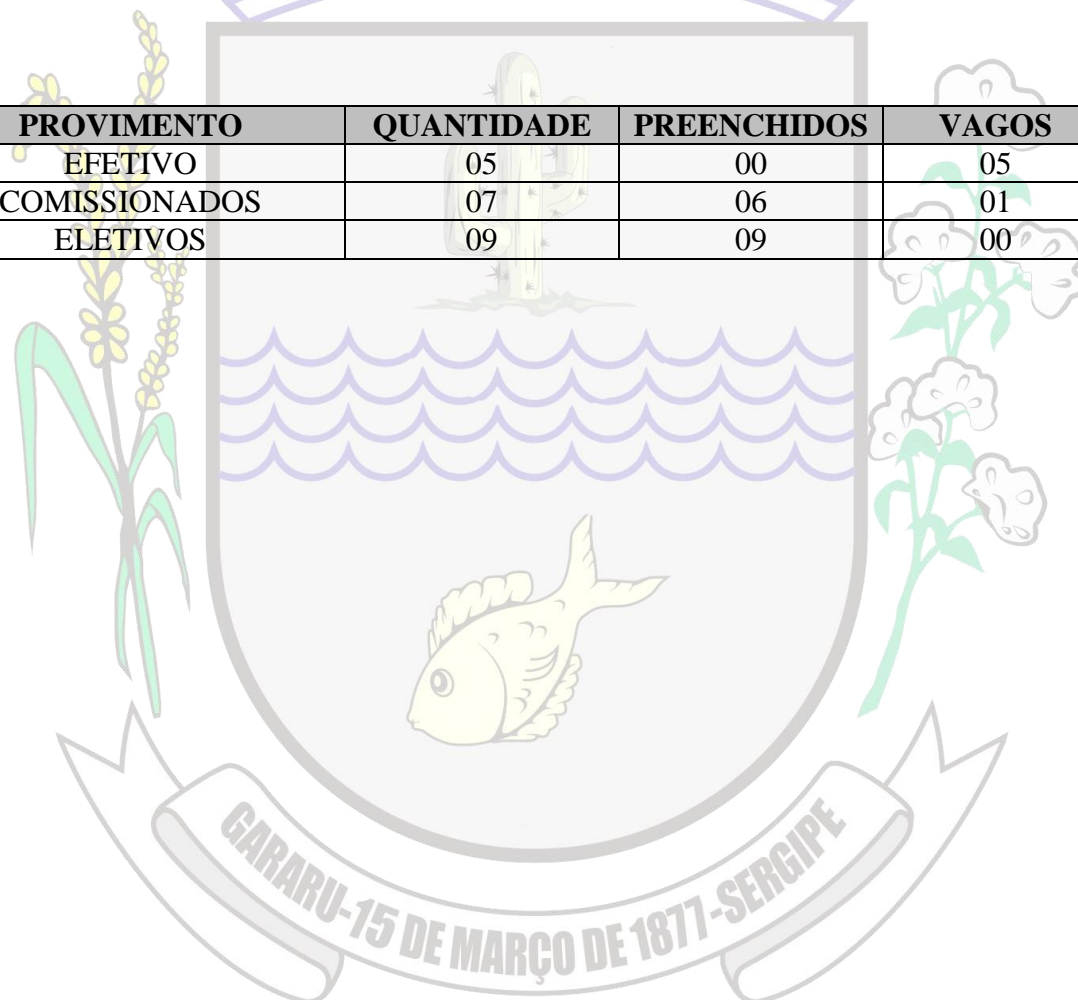 PROVIMENTO QUANTIDADE PREENCHIDOS VAGOS
EFETIVO 05 00 05
COMISSIONADOS 07 06 01
ELETIVOS 09 09 00
GARARU-15 DE MARÇO DE 1877-SERGIPE